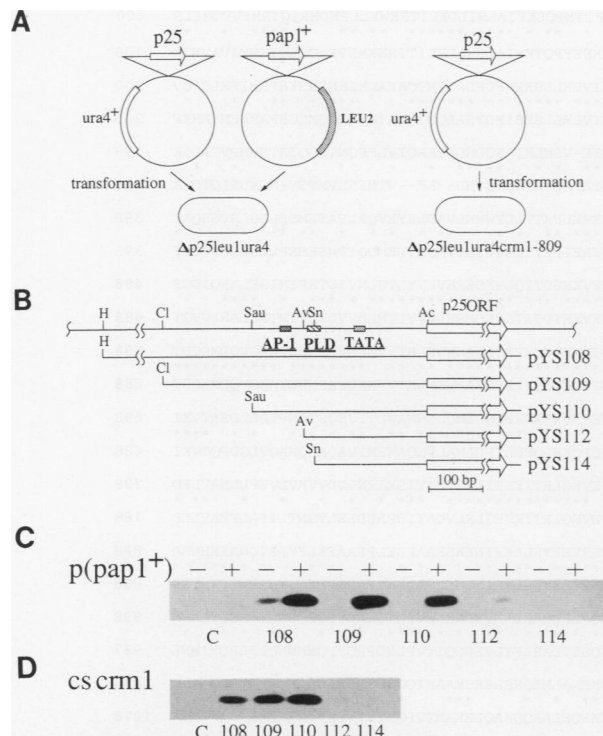 A
p25
pap1+
p25
ura4+
LEU2
ura4+
transformation
transformation
Δp25leu1ura4
Δp25leu1ura4crm1-809
B
H Cl Sau Av Sn Ac p25ORF
AP-1 PLD TATA
H
pYS108
Cl
pYS109
Sau
pYS110
Av
pYS112
Sn
pYS114
100 bp
C
p(pap1+) + + + + + +
C 108 109 110 112 114
D
cs crm1
C 108 109 110 112 114